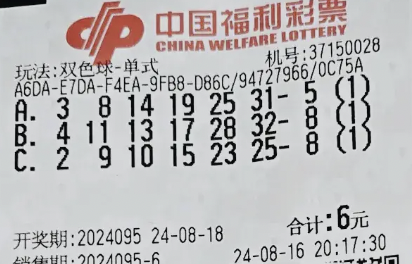 中国福利彩票
CHINA WELFARE LOTTERY
玩法:双色球-单式 机号:37150028
A6DA-E7DA-F4EA-9FB8-D86C/94727966/0C75A
A. 3 8 14 19 25 31- 5 (1)
B. 4 11 13 17 28 32- 8 (1)
C. 2 9 10 15 23 25- 8 (1)
合计:6元
开奖期:2024095 24-08-18
销售期:2024095-6 24-08-16 20:17:30